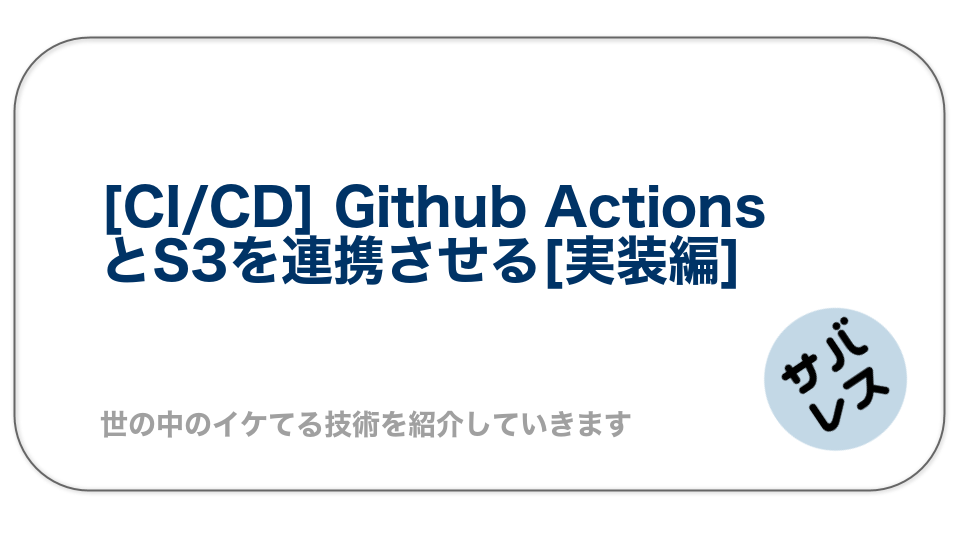 [CI/CD] Github Actions
とS3を連携させる[実装編]
世の中のイケてる技術を紹介していきます
サバ
レス